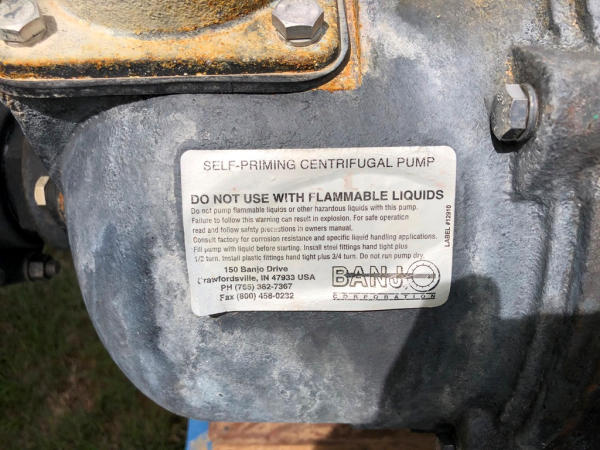 SELF-PRIMING CENTRIFUGAL PUMP
DO NOT USE WITH FLAMMABLE LIQUIDS
Do not pump flammable liquids or other hazardous liquids with this pump.
Failure to follow this warning can result in explosion. For safe operation
read and follow safety precautions in owners manual.
Consult factory for corrosion resistance and specific liquid handling applications.
Fill pump with liquid before starting. Install steel fittings hand tight plus
1/2 turn. Install plastic fittings hand tight plus 3/4 turn. Do not run pump dry.
150 Banjo Drive
Crawfordsville, IN 47933 USA
PH (765) 362-7367
Fax (800) 458-0232
BANJO
CORPORATION
LABEL #12910